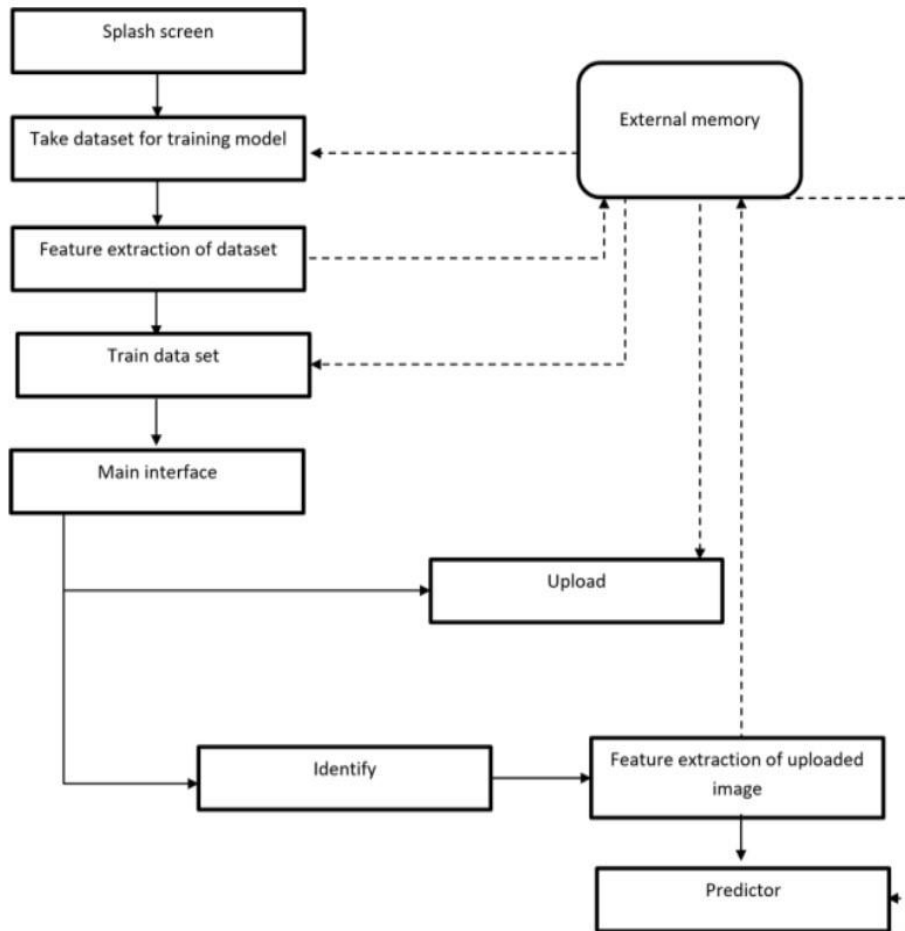 Splash screen
External memory
Take dataset for training model
Feature extraction of dataset
Train data set
Main interface
Upload
Identify
Feature extraction of uploaded
image
Predictor